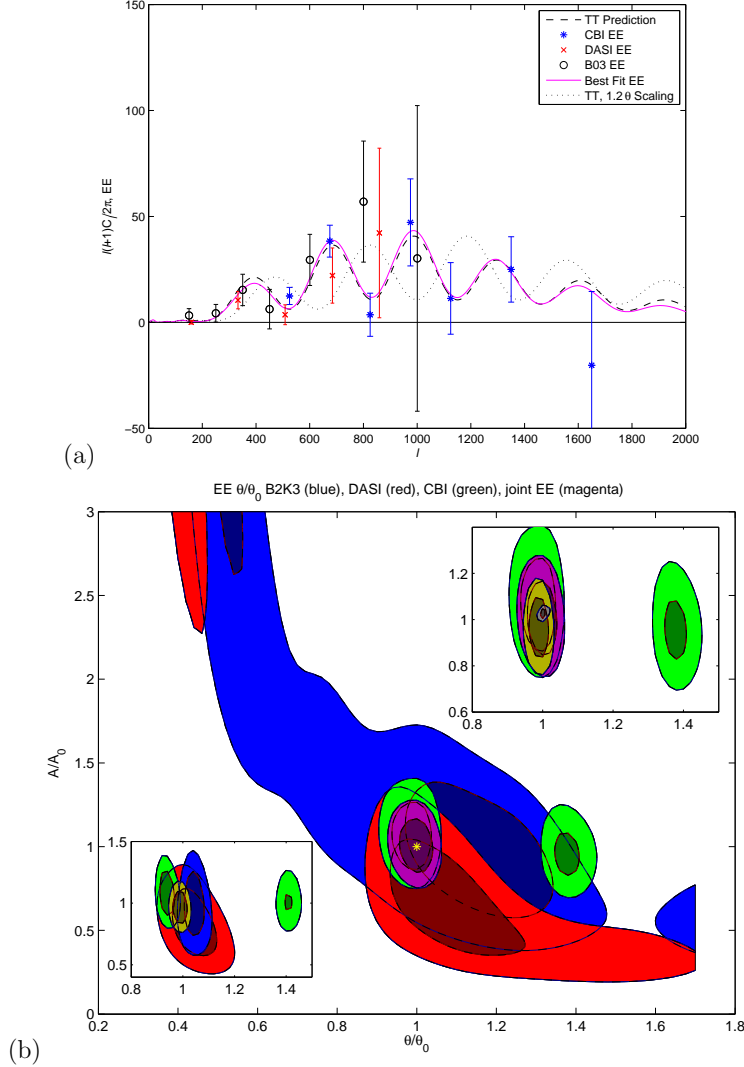 150
100
50
0
−50
l(l+1)C/2π, EE
TT Prediction
CBI EE
DASI EE
B03 EE
Best Fit EE
TT, 1.2 θ Scaling
0 200 400 600 800 1000 1200 1400 1600 1800 2000
l
(a)
EE θ/θ0 B2K3 (blue), DASI (red), CBI (green), joint EE (magenta)
3
2.5
2
1.5
1
0.5
0
A/A0
1.2
1
0.8
0.6
0.8 1 1.2 1.4
1.5
1
0.5
0.8 1 1.2 1.4
0.2 0.4 0.6 0.8 1 1.2 1.4 1.6 1.8
θ/θ0
(b)